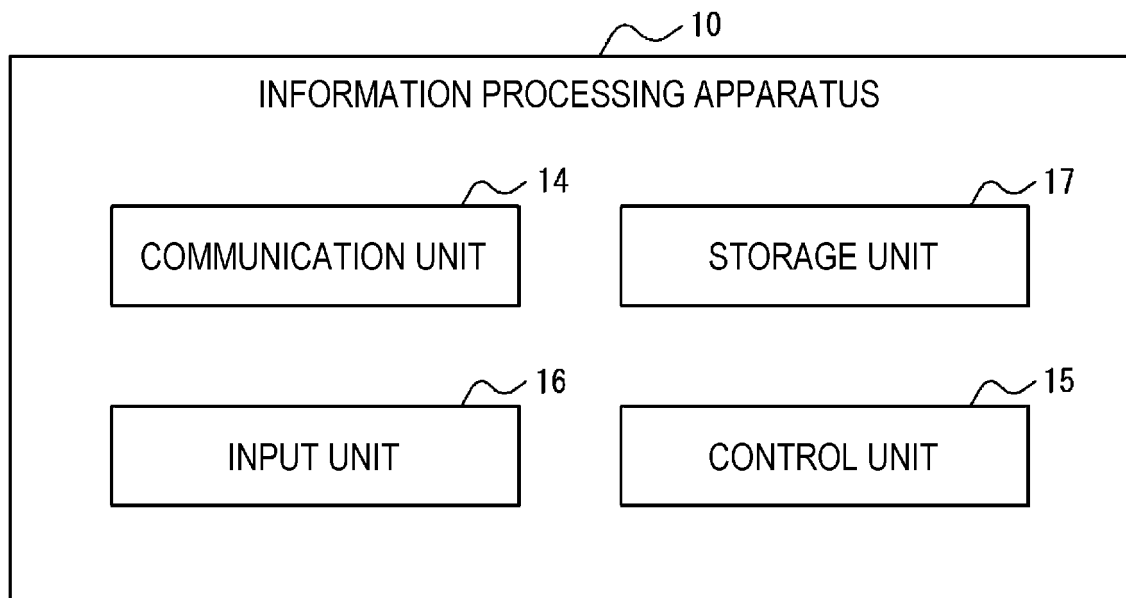 10
INFORMATION PROCESSING APPARATUS
14
17
COMMUNICATION UNIT
STORAGE UNIT
16
15
INPUT UNIT
CONTROL UNIT